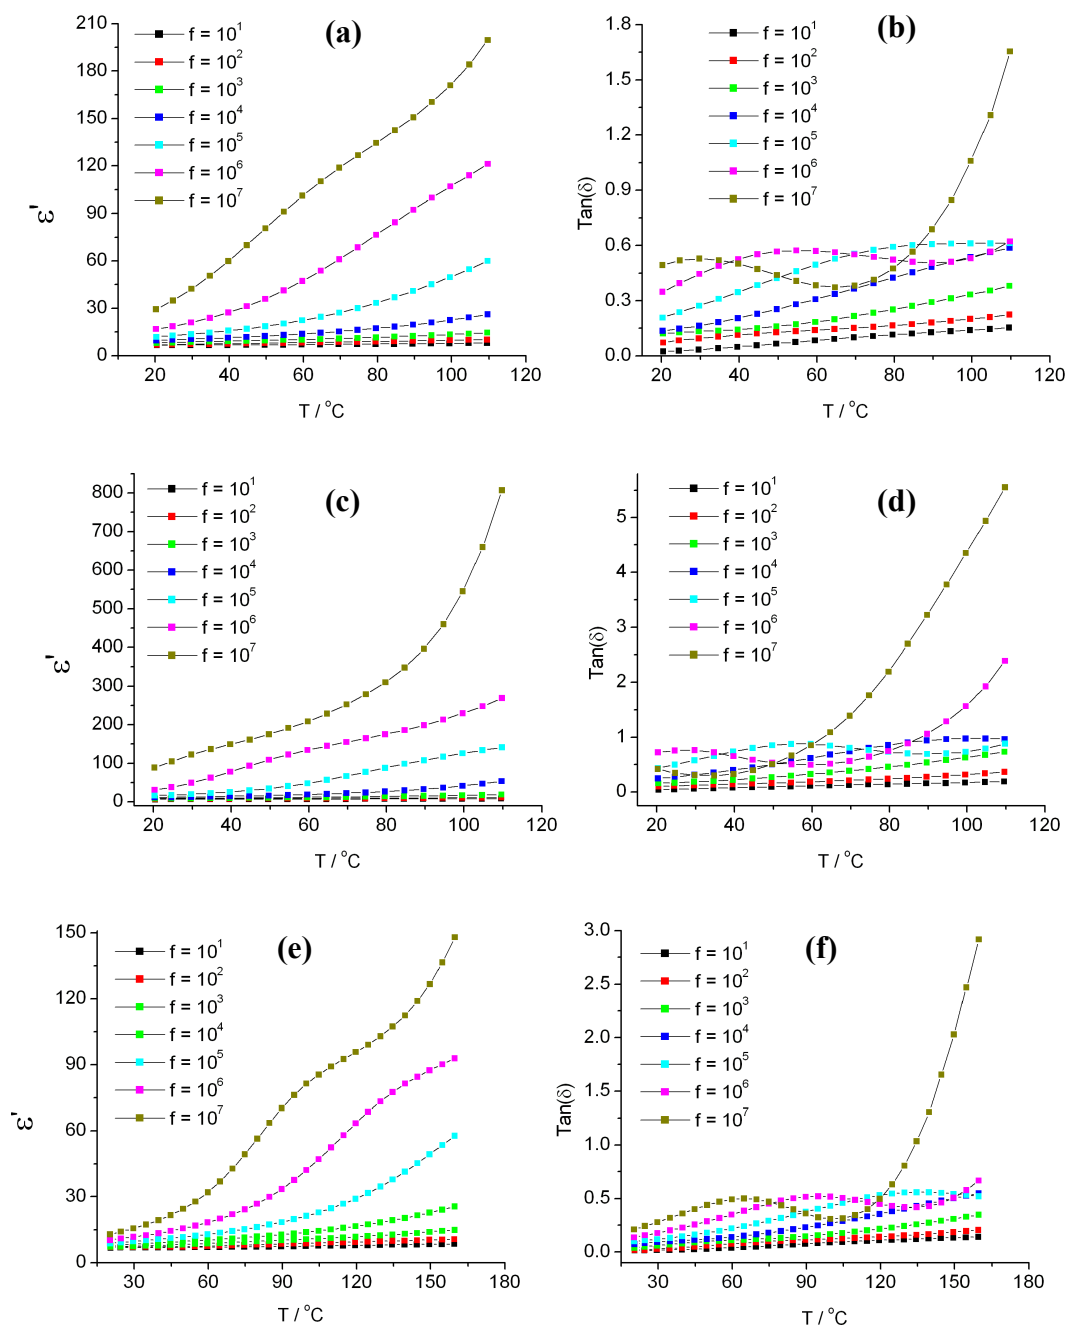 (a)
f = 10¹
f = 10²
f = 10³
f = 10⁴
f = 10⁵
f = 10⁶
f = 10⁷
210
180
150
120
90
60
30
0
ε'
20 40 60 80 100 120
T / °C
(b)
f = 10¹
f = 10²
f = 10³
f = 10⁴
f = 10⁵
f = 10⁶
f = 10⁷
1.8
1.5
1.2
0.9
0.6
0.3
0.0
Tan(δ)
20 40 60 80 100 120
T / °C
(c)
f = 10¹
f = 10²
f = 10³
f = 10⁴
f = 10⁵
f = 10⁶
f = 10⁷
800
700
600
500
400
300
200
100
0
ε'
20 40 60 80 100 120
T / °C
(d)
f = 10¹
f = 10²
f = 10³
f = 10⁴
f = 10⁵
f = 10⁶
f = 10⁷
5
4
3
2
1
0
Tan(δ)
20 40 60 80 100 120
T / °C
(e)
f = 10¹
f = 10²
f = 10³
f = 10⁴
f = 10⁵
f = 10⁶
f = 10⁷
150
120
90
60
30
0
ε'
30 60 90 120 150 180
T / °C
(f)
f = 10¹
f = 10²
f = 10³
f = 10⁴
f = 10⁵
f = 10⁶
f = 10⁷
3.0
2.5
2.0
1.5
1.0
0.5
0.0
Tan(δ)
30 60 90 120 150 180
T / °C